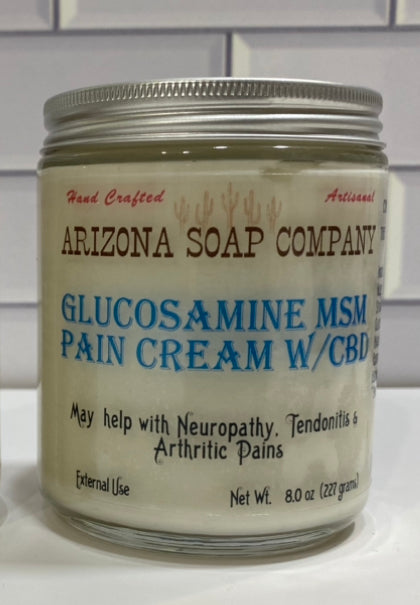 Hand Crafted Artisanal
ARIZONA SOAP COMPANY
GLUCOSAMINE MSM
PAIN CREAM W/CBD
May help with Neuropathy, Tendonitis &
Arthritic Pains
External Use
Net Wt. 8.0 oz (227 grams)